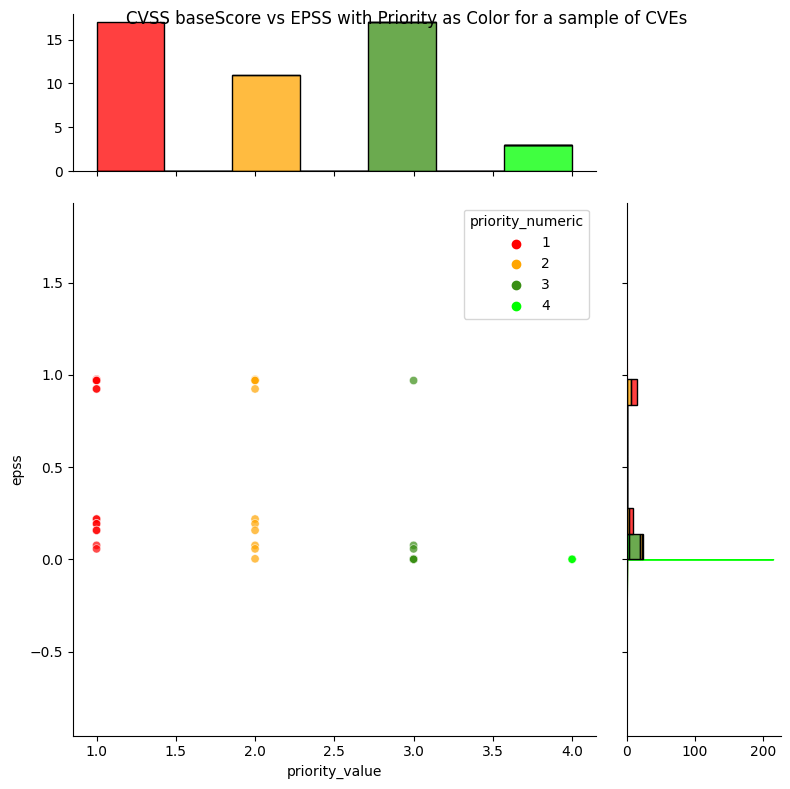 CVSS baseScore vs EPSS with Priority as Color for a sample of CVEs
15
10
5
0
priority_numeric
1
2
3
4
1.5
1.0
0.5
0.0
−0.5
epss
1.0 1.5 2.0 2.5 3.0 3.5 4.0
priority_value
0 100 200